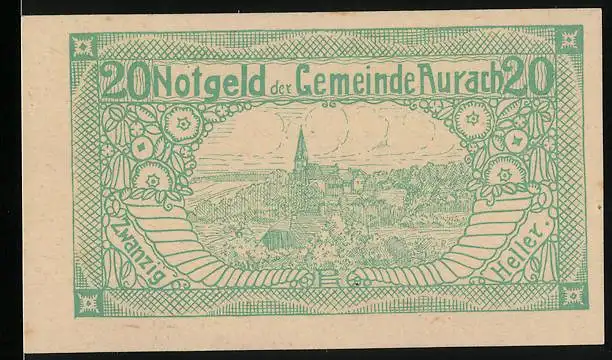 20 Notgeld der Gemeinde Aurach 20
Zwanzig
Heller.